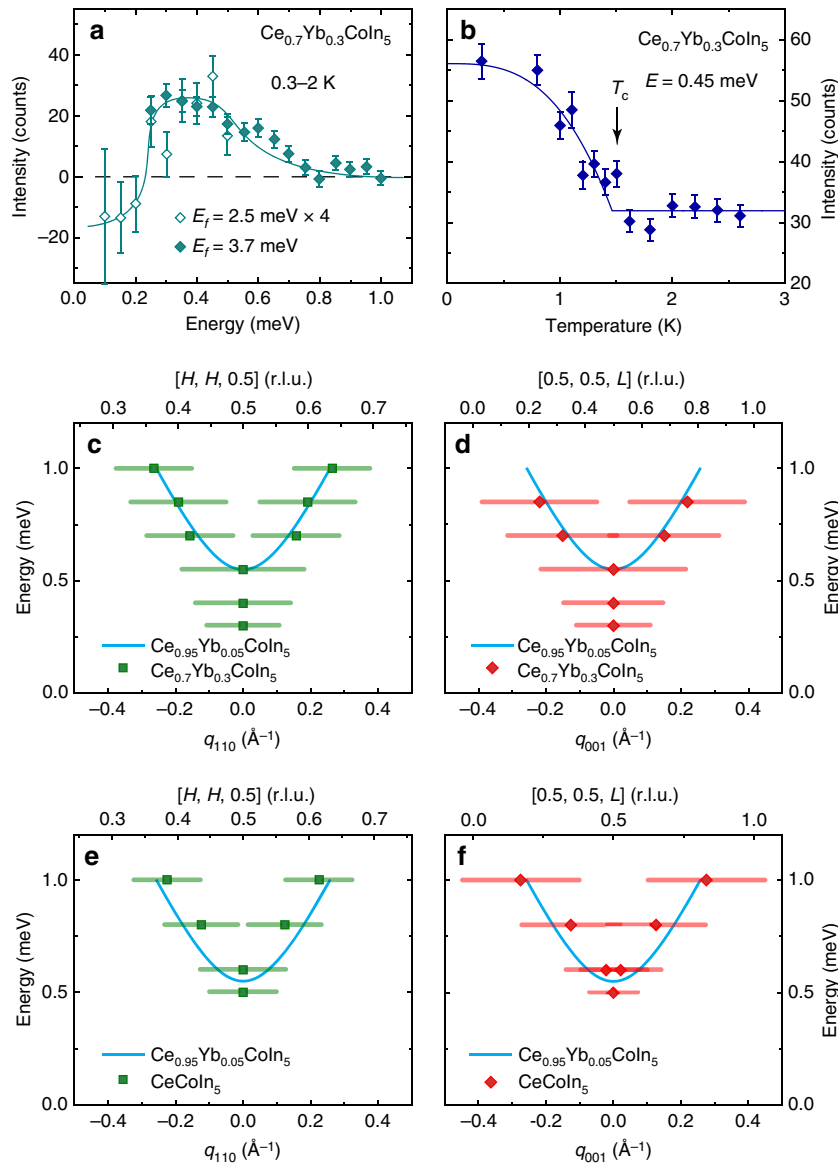 a
Ce0.7Yb0.3CoIn5
0.3–2 K
Ef = 2.5 meV × 4
Ef = 3.7 meV
40
20
0
−20
Intensity (counts)
0.0 0.2 0.4 0.6 0.8 1.0
Energy (meV)
b
Ce0.7Yb0.3CoIn5
E = 0.45 meV
Tc
60
50
40
30
20
Intensity (counts)
0 1 2 3
Temperature (K)
[H, H, 0.5] (r.l.u.)
0.3 0.4 0.5 0.6 0.7
c
1.0
0.5
0.0
Energy (meV)
Ce0.95Yb0.05CoIn5
Ce0.7Yb0.3CoIn5
−0.4 −0.2 0.0 0.2 0.4
q110 (Å−1)
[0.5, 0.5, L] (r.l.u.)
0.0 0.2 0.4 0.6 0.8 1.0
d
1.0
0.5
0.0
Energy (meV)
Ce0.95Yb0.05CoIn5
Ce0.7Yb0.3CoIn5
−0.4 −0.2 0.0 0.2 0.4
q001 (Å−1)
[H, H, 0.5] (r.l.u.)
0.3 0.4 0.5 0.6 0.7
e
1.0
0.5
0.0
Energy (meV)
Ce0.95Yb0.05CoIn5
CeCoIn5
−0.4 −0.2 0.0 0.2 0.4
q110 (Å−1)
[0.5, 0.5, L] (r.l.u.)
0.0 0.5 1.0
f
1.0
0.5
0.0
Energy (meV)
Ce0.95Yb0.05CoIn5
CeCoIn5
−0.4 -0.2 0.0 0.2 0.4
q001 (Å−1)